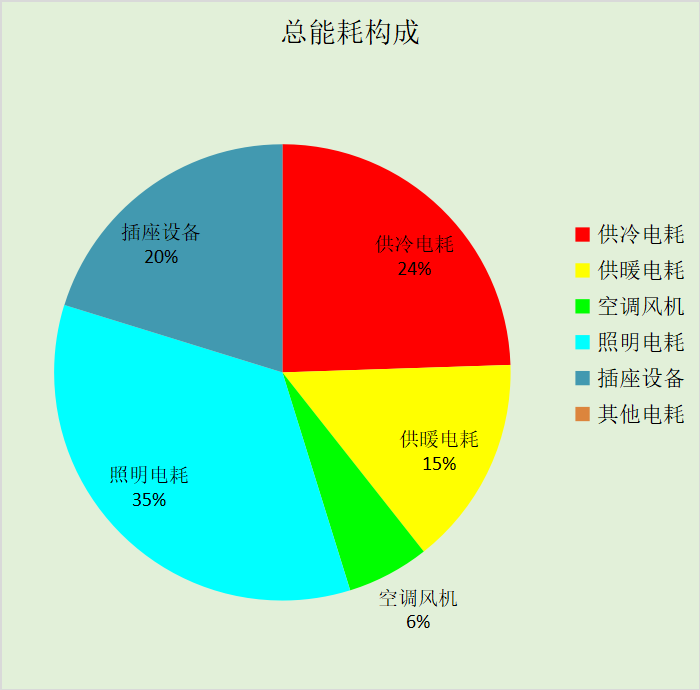 总能耗构成
插座设备
20%
供冷电耗
24%
供暖电耗
15%
照明电耗
35%
空调风机
6%
供冷电耗
供暖电耗
空调风机
照明电耗
插座设备
其他电耗